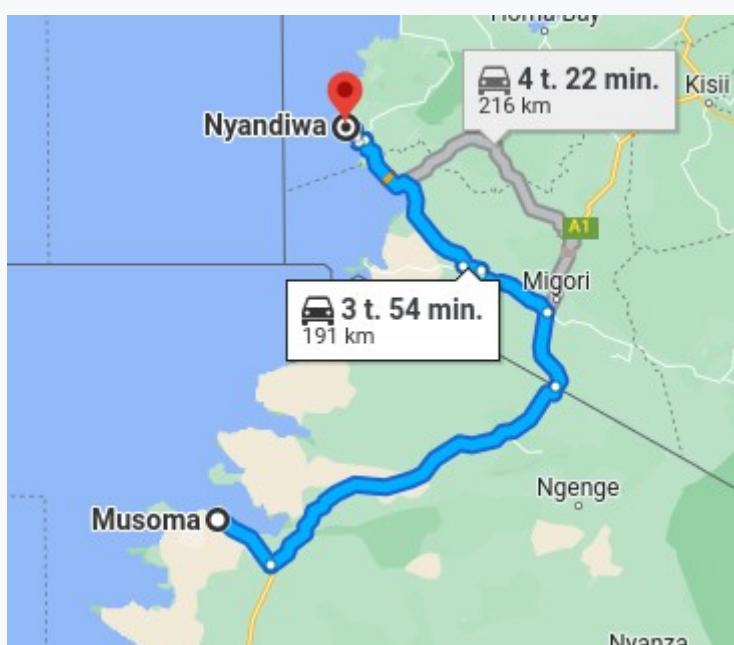 Homa Bay
4 t. 22 min.
216 km
Kisii
Nyandiwa
A1
Migori
3 t. 54 min.
191 km
Ngenge
Musoma
Nyanza